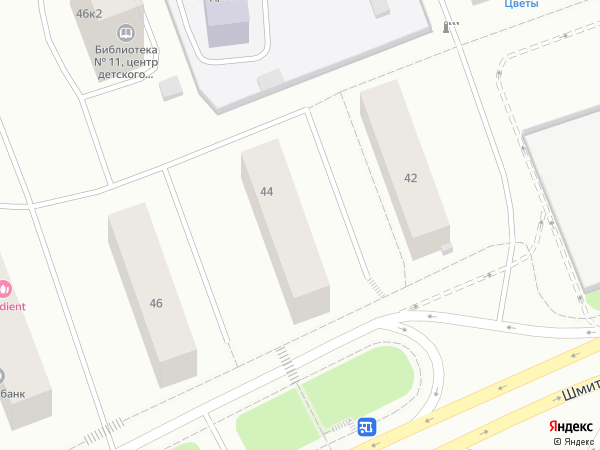 46к2
Цветы
Библиотека
№ 11, центр
детского...
42
44
46
dient
банк
Шмит
Яндекс
© Яндекс